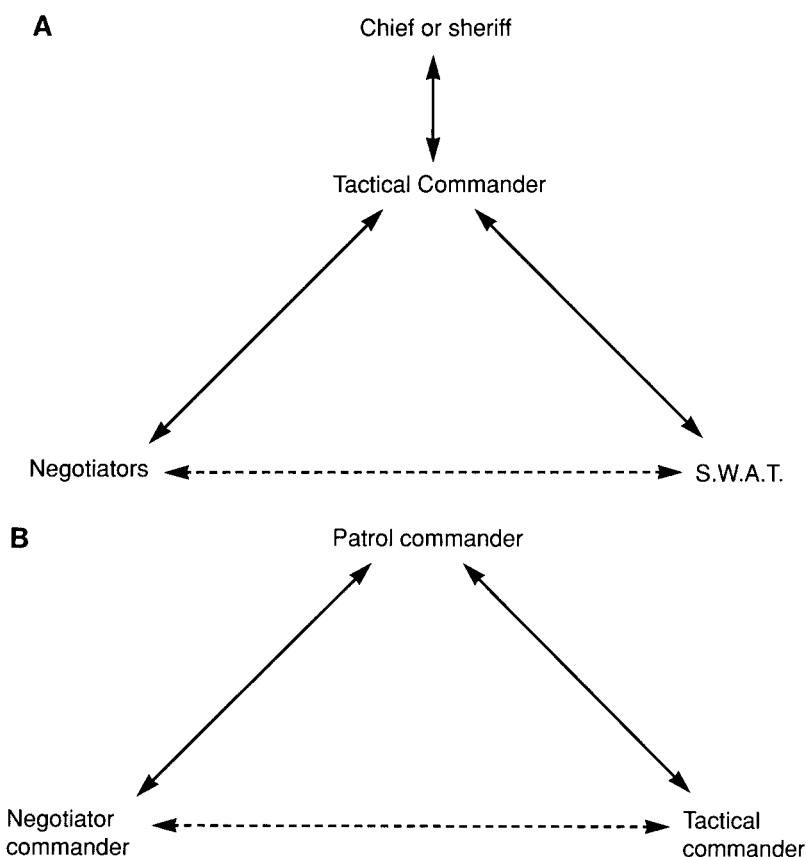 A
Chief or sheriff
Tactical Commander
Negotiators
S.W.A.T.
B
Patrol commander
Negotiator
commander
Tactical
commander